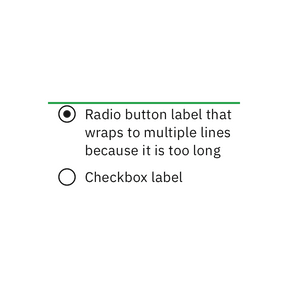 Radio button label that
wraps to multiple lines
because it is too long
Checkbox label